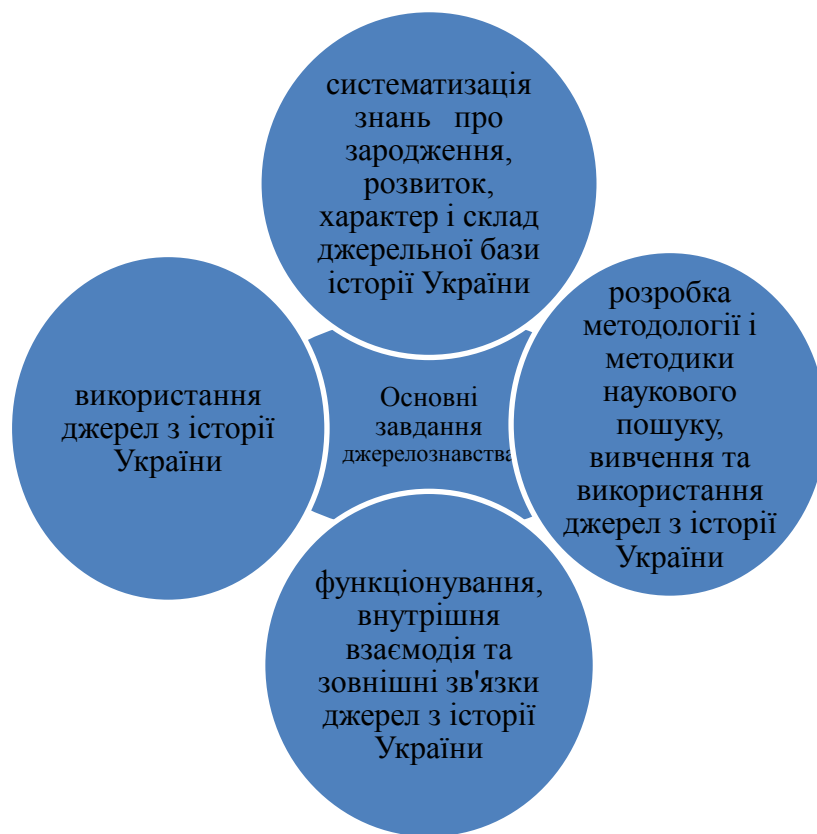 систематизація
знань про
зародження,
розвиток,
характер і склад
джерельної бази
історії України
розробка
методології і
методики
наукового
пошуку,
вивчення та
використання
джерел з історії
України
функціонування,
внутрішня
взаємодія та
зовнішні зв'язки
джерел з історії
України
використання
джерел з історії
України
Основні
завдання
джерелознавства